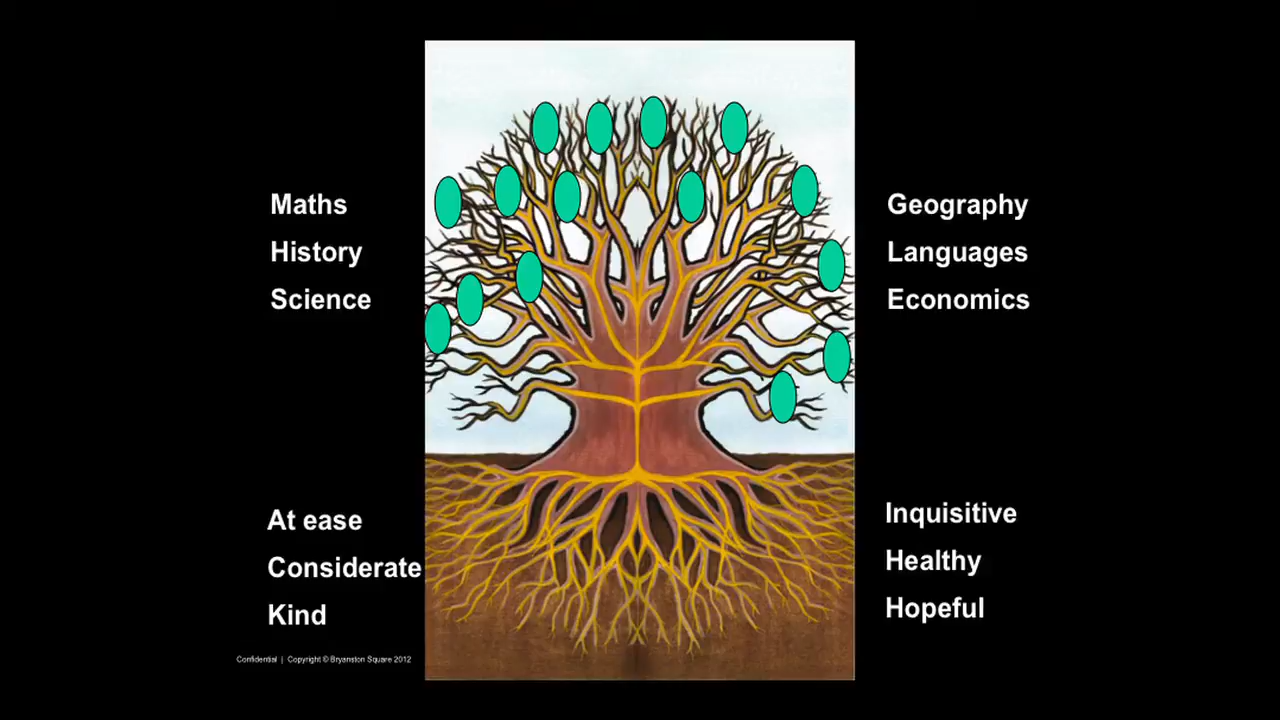 Maths
History
Science
Geography
Languages
Economics
At ease
Considerate
Kind
Inquisitive
Healthy
Hopeful
Confidential | Copyright © Bryanston Square 2012